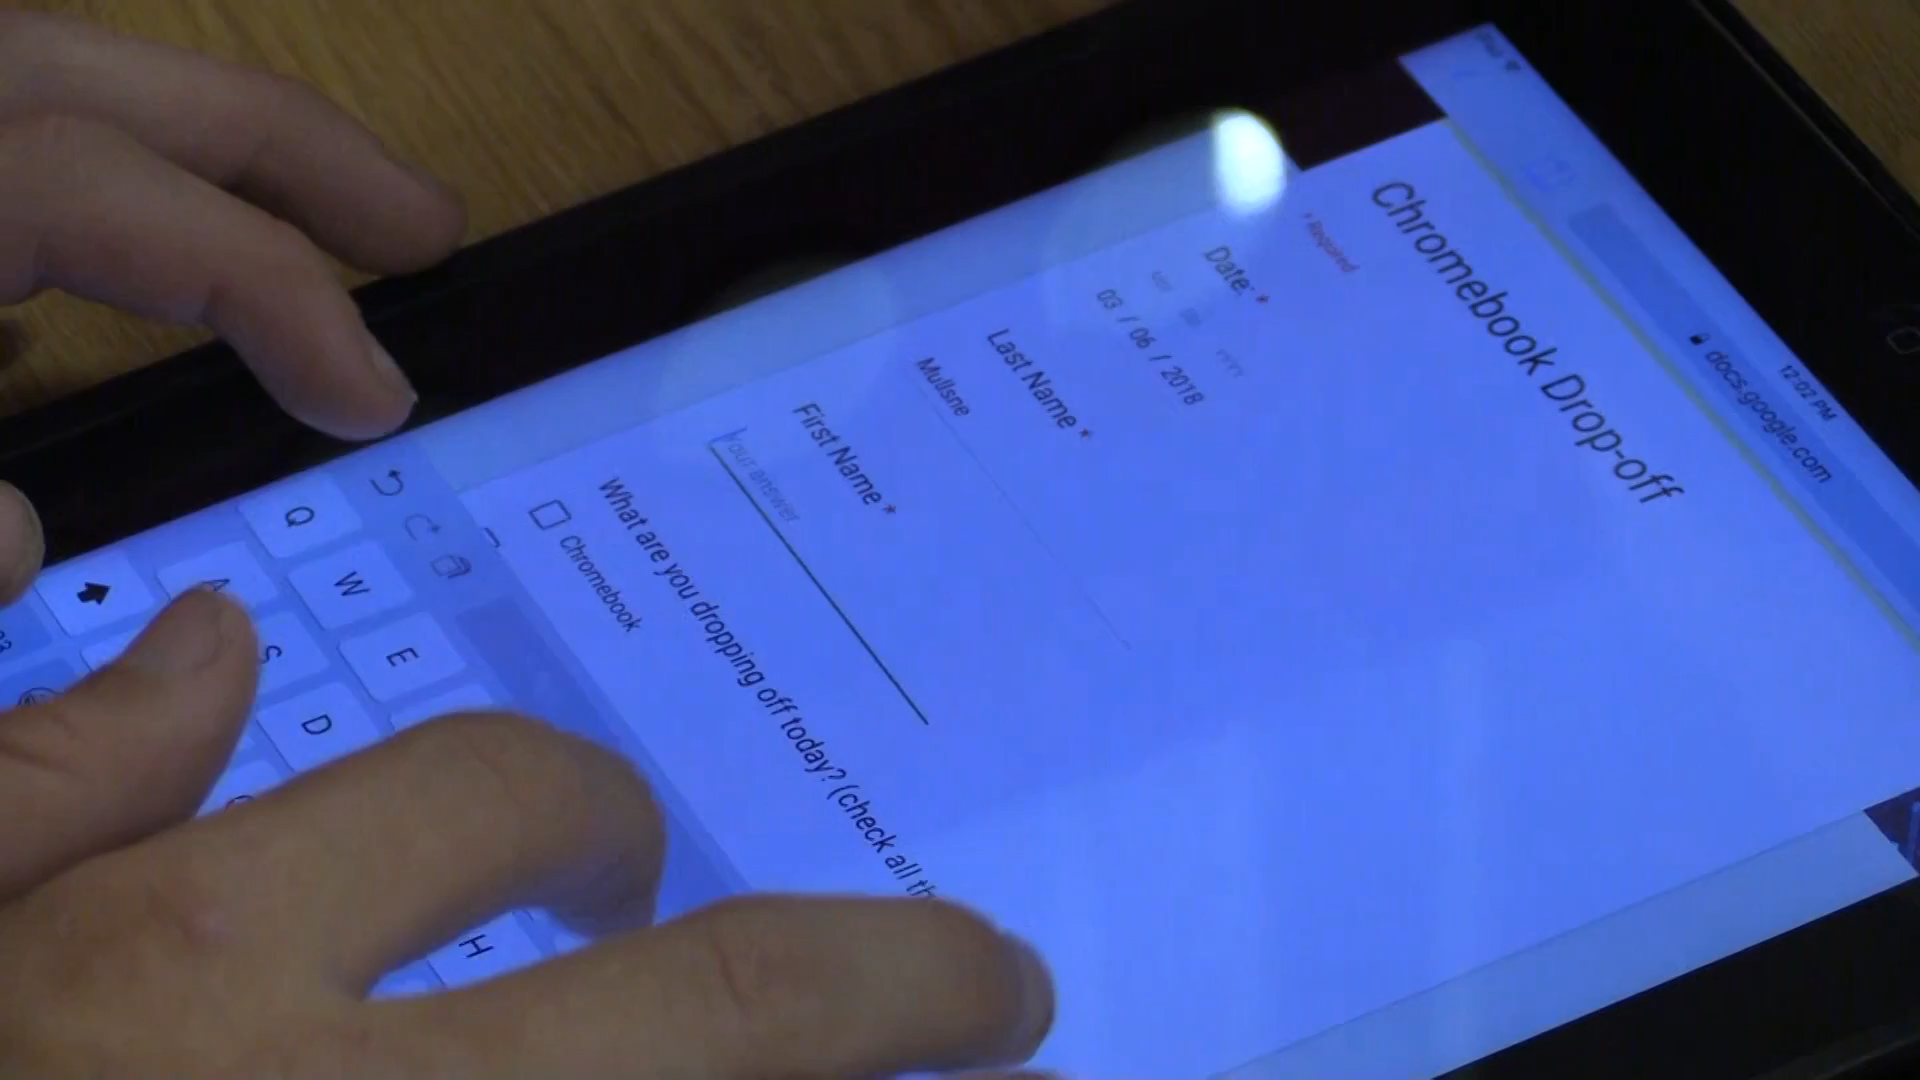 12:02 PM
docs.google.com
Chromebook Drop-off
* Required
Date: *
YYYY
03 / 06 / 2018
Last Name *
Mullsne
First Name *
Your answer
What are you dropping off today? (check all th
Chromebook
Q W E
A S D
H